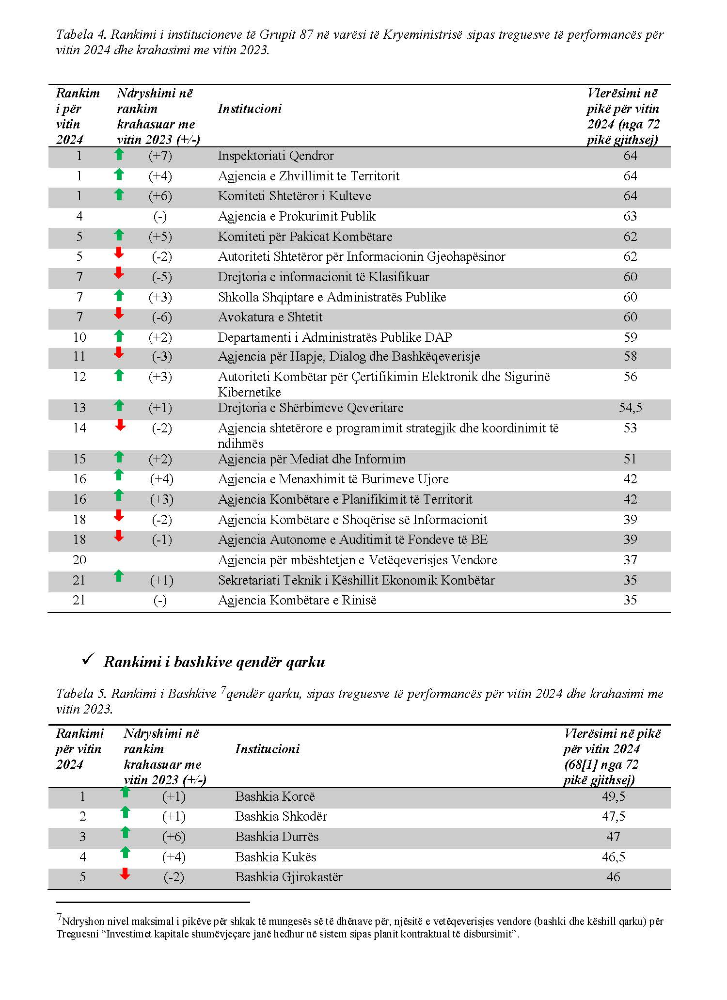 Tabela 4. Rankimi i institucioneve të Grupit 87 në varësi të Kryeministrisë sipas treguesve të performancës për
vitin 2024 dhe krahasimi me vitin 2023.
Rankim
i për
vitin
2024
Ndryshimi në
rankim
krahasuar me
vitin 2023 (+/-)
Institucioni
Vlerësimi në
pikë për vitin
2024 (nga 72
pikë gjithsej)
1 (+7) Inspektoriati Qendror 64
1 (+4) Agjencia e Zhvillimit te Territorit 64
1 (+6) Komiteti Shtetëror i Kulteve 64
4 (-) Agjencia e Prokurimit Publik 63
5 (+5) Komiteti për Pakicat Kombëtare 62
5 (-2) Autoriteti Shtetëror për Informacionin Gjeohapësinor 62
7 (-5) Drejtoria e informacionit të Klasifikuar 60
7 (+3) Shkolla Shqiptare e Administratës Publike 60
7 (-6) Avokatura e Shtetit 60
10 (+2) Departamenti i Administratës Publike DAP 59
11 (-3) Agjencia për Hapje, Dialog dhe Bashkëqeverisje 58
12 (+3) Autoriteti Kombëtar për Çertifikimin Elektronik dhe Sigurinë 56
Kibernetike
13 (+1) Drejtoria e Shërbimeve Qeveritare 54,5
14 (-2) Agjencia shtetërore e programimit strategjik dhe koordinimit të 53
ndihmës
15 (+2) Agjencia për Mediat dhe Informim 51
16 (+4) Agjencia e Menaxhimit të Burimeve Ujore 42
16 (+3) Agjencia Kombëtare e Planifikimit të Territorit 42
18 (-2) Agjencia Kombëtare e Shoqërise së Informacionit 39
18 (-1) Agjencia Autonome e Auditimit të Fondeve të BE 39
20 Agjencia për mbështetjen e Vetëqeverisjes Vendore 37
21 (+1) Sekretariati Teknik i Këshillit Ekonomik Kombëtar 35
21 (-) Agjencia Kombëtare e Rinisë 35
✓ Rankimi i bashkive qendër qarku
Tabela 5. Rankimi i Bashkive 7qendër qarku, sipas treguesve të performancës për vitin 2024 dhe krahasimi me
vitin 2023.
Rankimi
për vitin
2024
Ndryshimi në
rankim
krahasuar me
vitin 2023 (+/-)
Institucioni
Vlerësimi në pikë
për vitin 2024
(68[1] nga 72
pikë gjithsej)
1 (+1) Bashkia Korcë 49,5
2 (+1) Bashkia Shkodër 47,5
3 (+6) Bashkia Durrës 47
4 (+4) Bashkia Kukës 46,5
5 (-2) Bashkia Gjirokastër 46
7Ndryshon nivel maksimal i pikëve për shkak të mungesës së të dhënave për, njësitë e vetëqeverisjes vendore (bashki dhe këshill qarku) për
Treguesni “Investimet kapitale shumëvjeçare janë hedhur në sistem sipas planit kontraktual të disbursimit”.